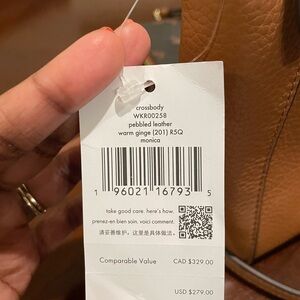 crossbody
WKR00258
pebbled leather
warm ginge (201) R5Q
monica
1 96021 16793 5
take good care. here's how.
prenez-en bien soin. voici comment.
请妥善维护。这里是具体做法。
Comparable Value CAD $329.00
USD $279.00